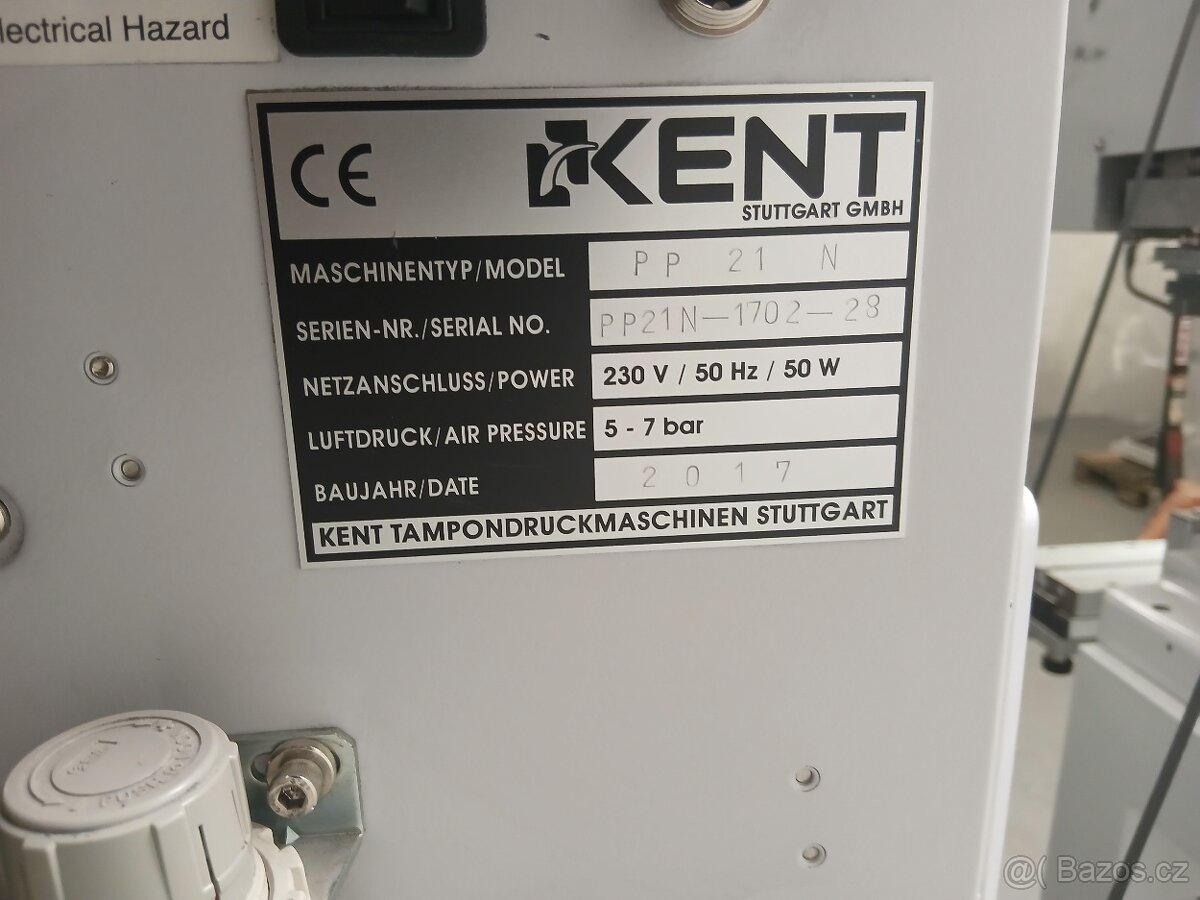 lectrical Hazard
CE KENT
STUTTGART GMBH
MASCHINENTYP/MODEL PP 21 N
SERIEN-NR./SERIAL NO. PP21N-1702-28
NETZANSCHLUSS/POWER 230 V / 50 Hz / 50 W
LUFTDRUCK/AIR PRESSURE 5 - 7 bar
BAUJAHR/DATE 2017
KENT TAMPONDRUCKMASCHINEN STUTTGART
@( Bazos.cz